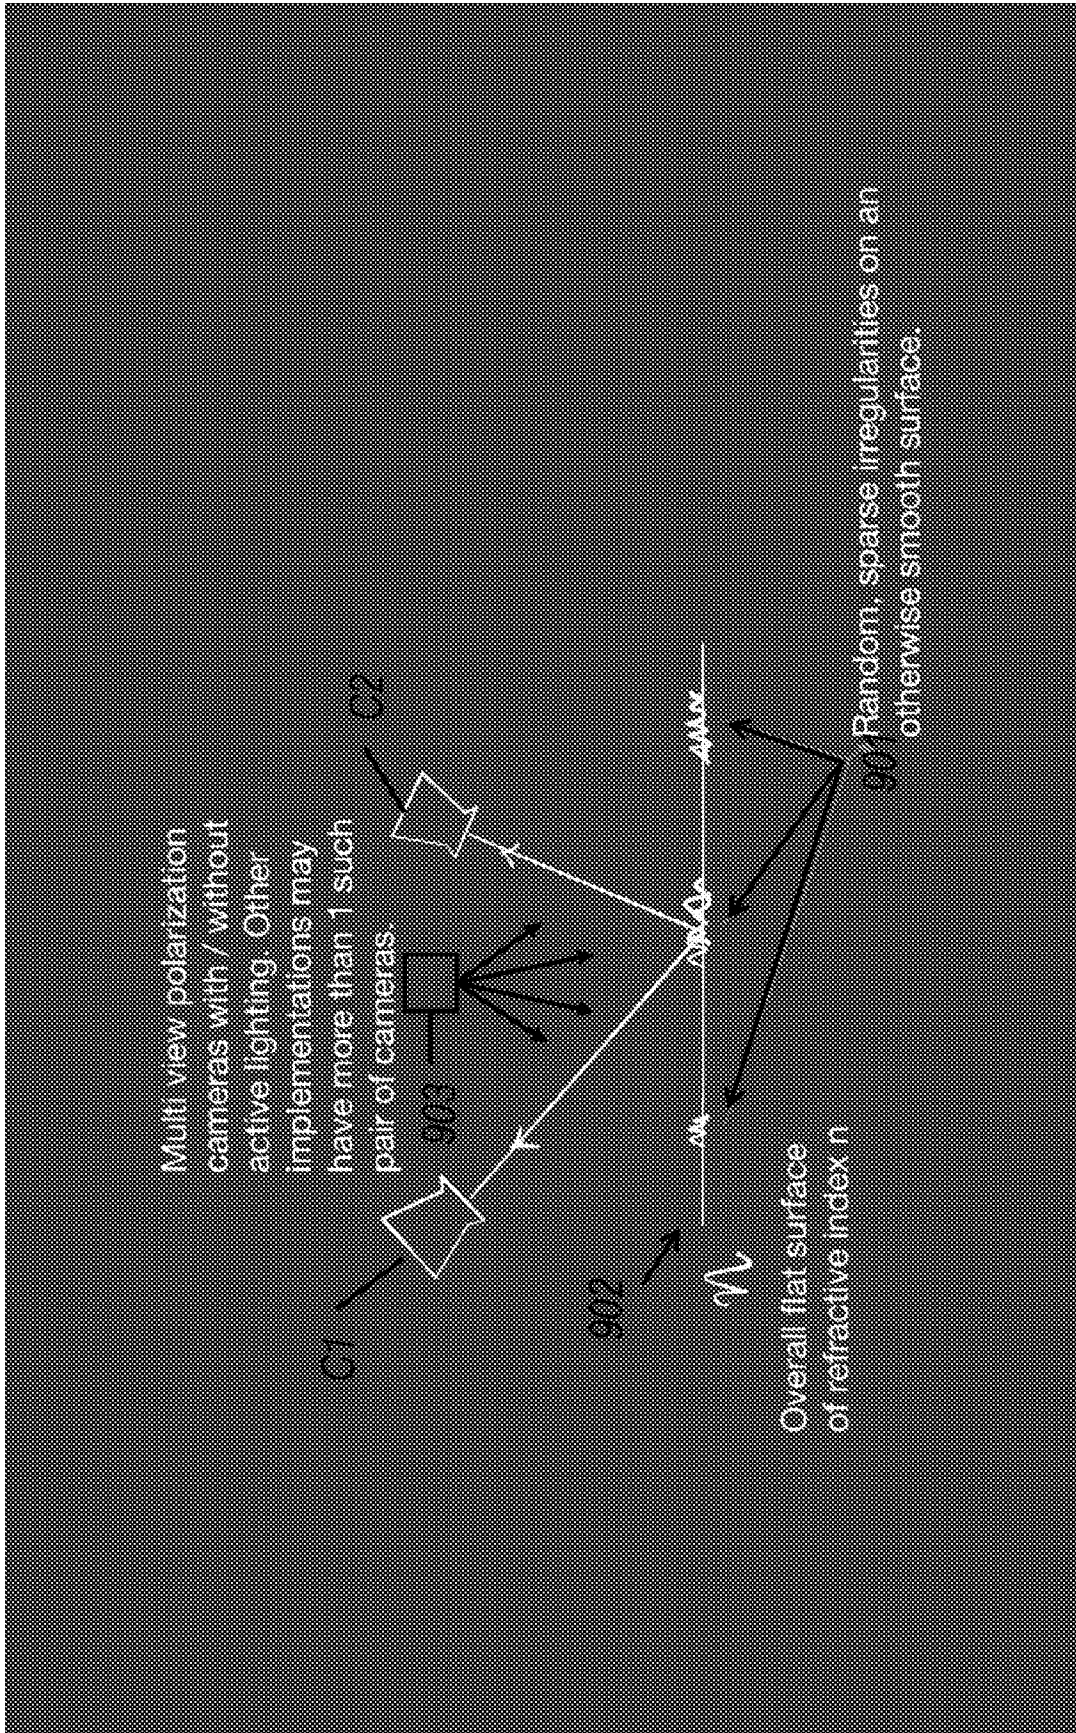 Multi view polarization
cameras with / without
active lighting. Other
implementations may
have more than 1 such
pair of cameras.
C1
903
C2
902
n
Overall flat surface
of refractive index n
901
Random, sparse irregularities on an
otherwise smooth surface.